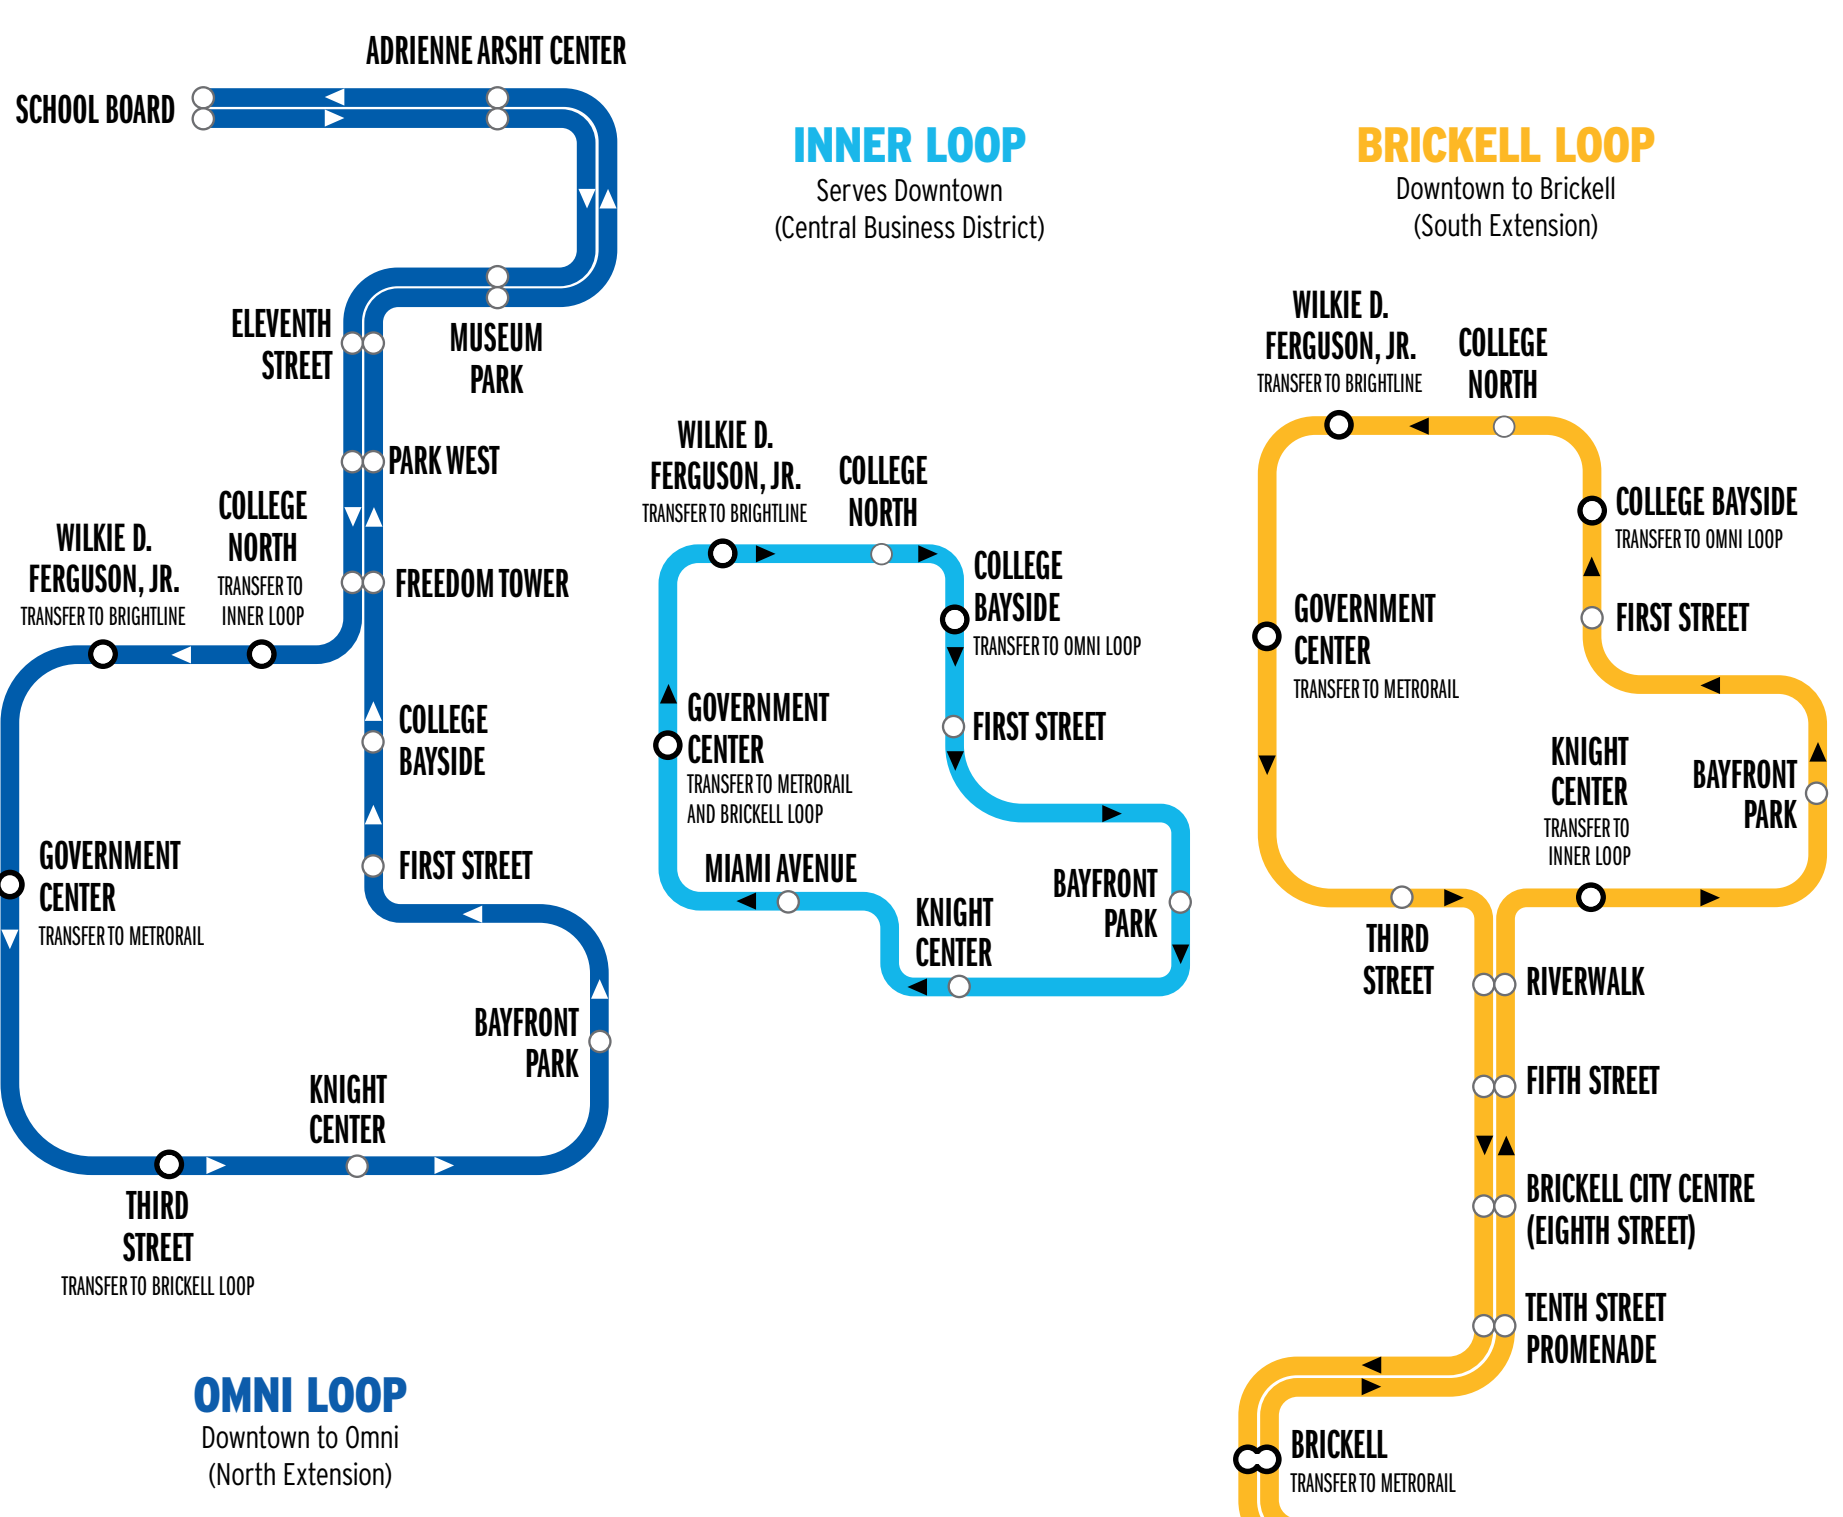 ADRIENNE ARSHT CENTER
SCHOOL BOARD
ELEVENTH
STREET
MUSEUM
PARK
PARK WEST
COLLEGE
NORTH
TRANSFER TO
INNER LOOP
WILKIE D.
FERGUSON, JR.
TRANSFER TO BRIGHTLINE
FREEDOM TOWER
COLLEGE
BAYSIDE
GOVERNMENT
CENTER
TRANSFER TO METRORAIL
FIRST STREET
BAYFRONT
PARK
KNIGHT
CENTER
THIRD
STREET
TRANSFER TO BRICKELL LOOP
OMNI LOOP
Downtown to Omni
(North Extension)
INNER LOOP
Serves Downtown
(Central Business District)
WILKIE D.
FERGUSON, JR.
TRANSFER TO BRIGHTLINE
COLLEGE
NORTH
COLLEGE
BAYSIDE
TRANSFER TO OMNI LOOP
GOVERNMENT
CENTER
TRANSFER TO METRORAIL
AND BRICKELL LOOP
FIRST STREET
MIAMI AVENUE
KNIGHT
CENTER
BAYFRONT
PARK
BRICKELL LOOP
Downtown to Brickell
(South Extension)
WILKIE D.
FERGUSON, JR.
TRANSFER TO BRIGHTLINE
COLLEGE
NORTH
COLLEGE BAYSIDE
TRANSFER TO OMNI LOOP
GOVERNMENT
CENTER
TRANSFER TO METRORAIL
FIRST STREET
KNIGHT
CENTER
TRANSFER TO
INNER LOOP
BAYFRONT
PARK
THIRD
STREET
RIVERWALK
FIFTH STREET
BRICKELL CITY CENTRE
(EIGHTH STREET)
TENTH STREET
PROMENADE
BRICKELL
TRANSFER TO METRORAIL